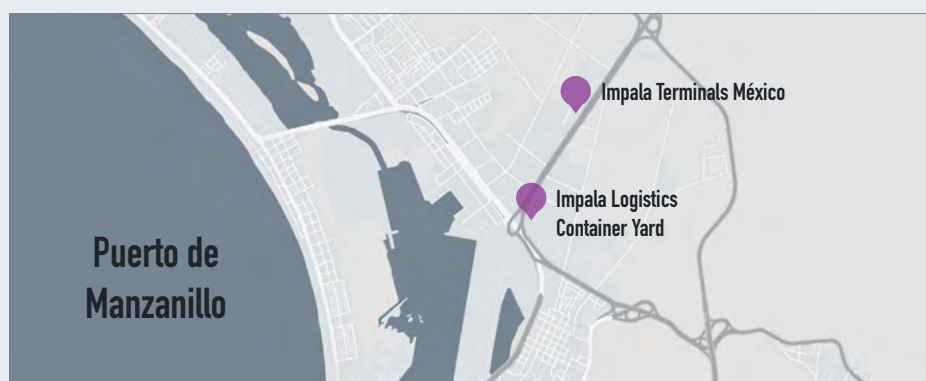 Impala Terminals México
Impala Logistics
Container Yard
Puerto de
Manzanillo